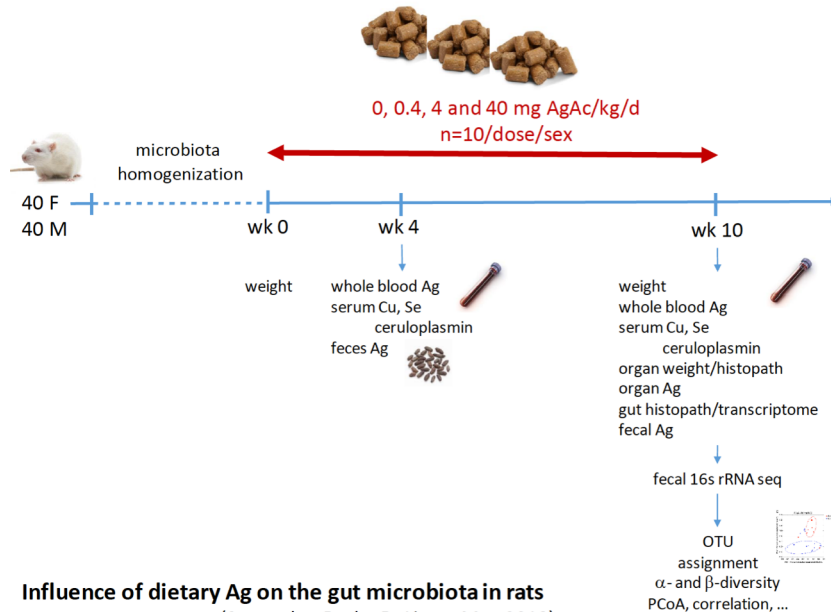 0, 0.4, 4 and 40 mg AgAc/kg/d
n=10/dose/sex
microbiota
homogenization
40 F
40 M
wk 0
wk 4
wk 10
weight
whole blood Ag
serum Cu, Se
ceruloplasmin
feces Ag
weight
whole blood Ag
serum Cu, Se
ceruloplasmin
organ weight/histopath
organ Ag
gut histopath/transcriptome
fecal Ag
fecal 16s rRNA seq
OTU
assignment
α- and β-diversity
PCoA, correlation, ...
Influence of dietary Ag on the gut microbiota in rats